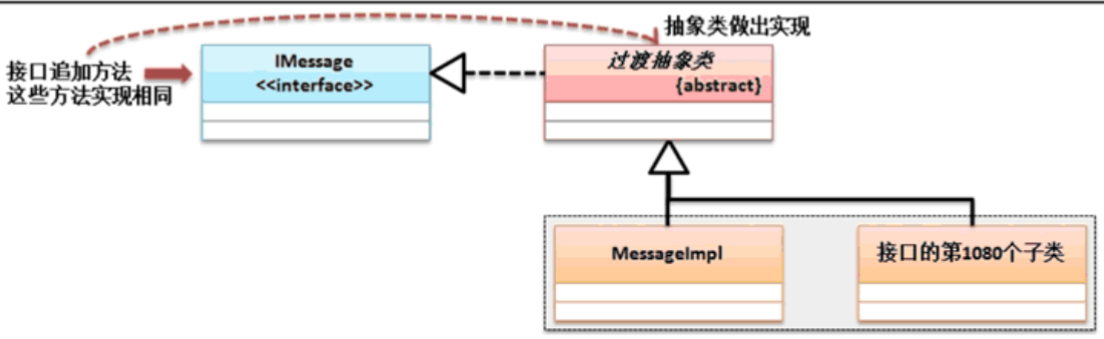 抽象类做出实现
接口追加方法
这些方法实现相同
IMessage
<<interface>>
过渡抽象类
{abstract}
MessageImpl
接口的第1080个子类